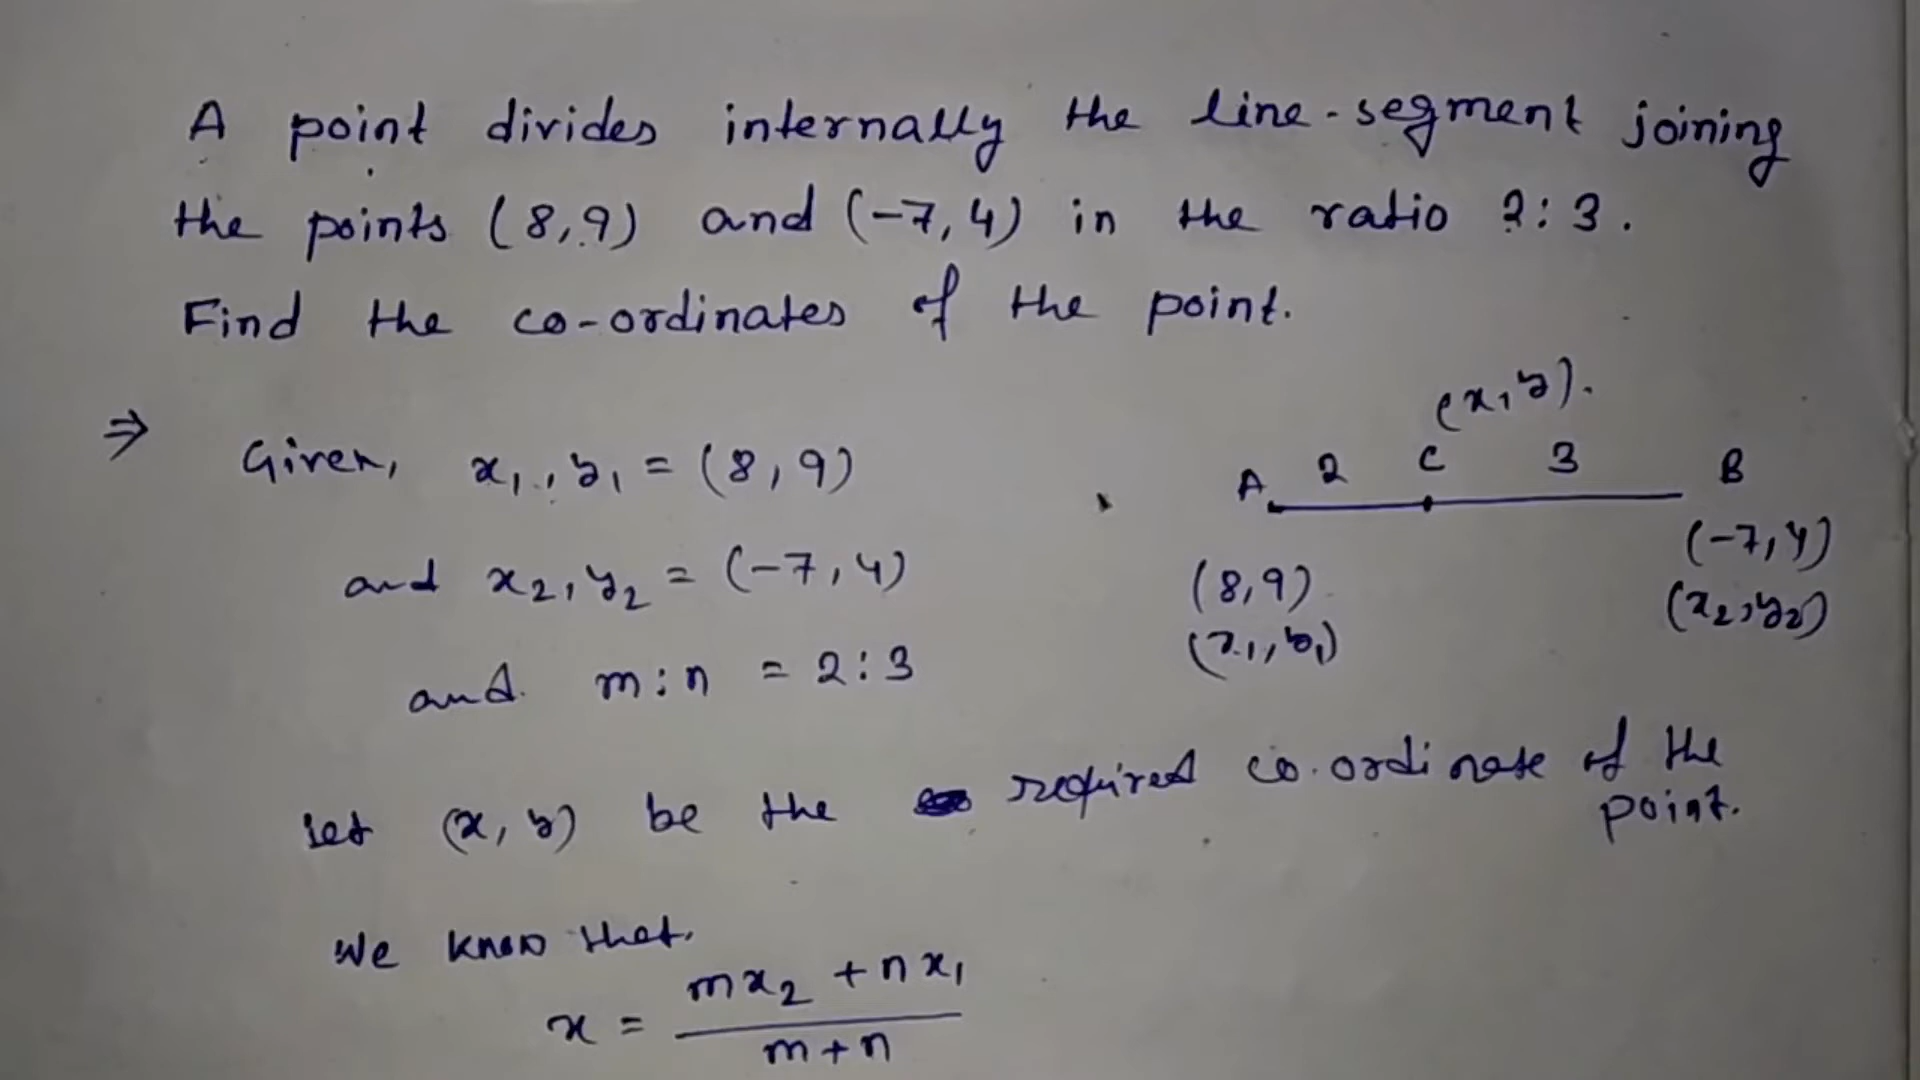 A point divides internally the line-segment joining
the points (8,9) and (-7,4) in the ratio 2:3.
Find the co-ordinates of the point.
⇒ Given, x₁, y₁ = (8,9)
and x₂, y₂ = (-7,4)
and m:n = 2:3
(x, y).
A 2 C 3 B
(8,9) (-7,4)
(x₁, y₁) (x₂, y₂)
Let (x, y) be the required co-ordinate of the
point.
We know that,
x = (mx₂ + nx₁) / (m+n)